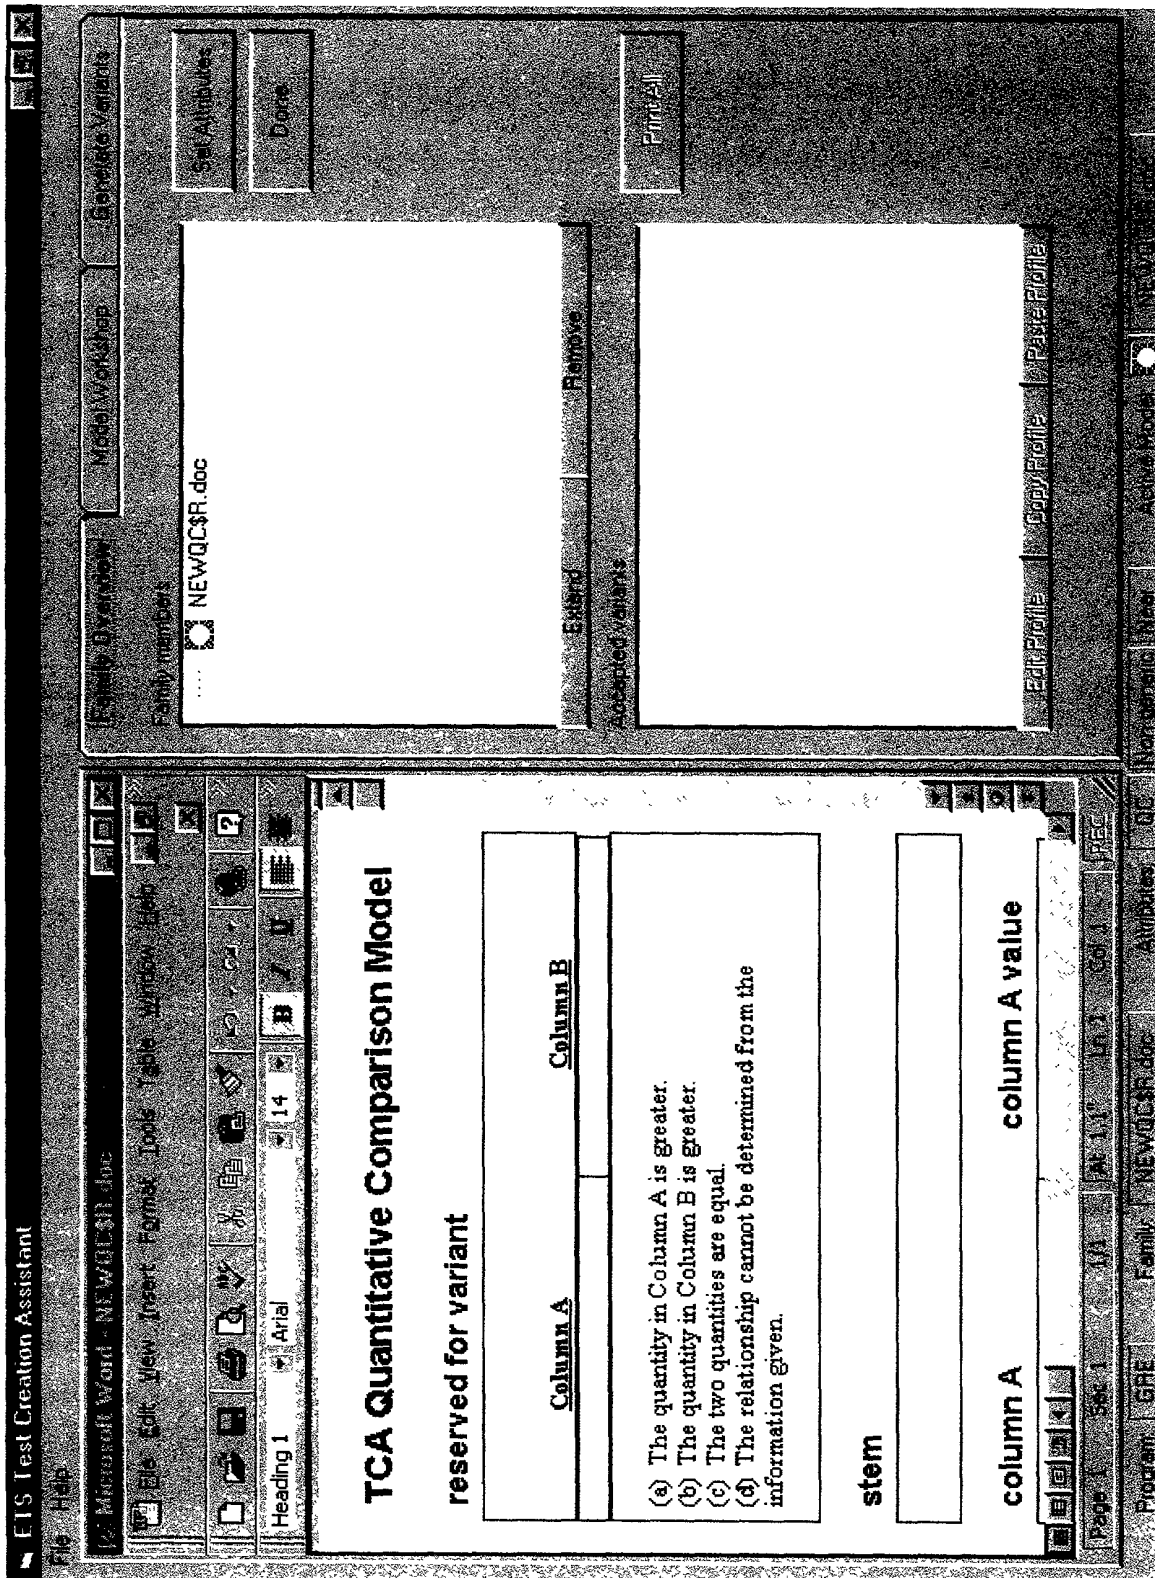 ETS Test Creation Assistant
File Help
Microsoft Word - NEWQC$R.doc
File Edit View Insert Format Tools Table Window Help
Heading 1 Arial 14 B I U
TCA Quantitative Comparison Model
reserved for variant
Column A Column B
(a) The quantity in Column A is greater.
(b) The quantity in Column B is greater.
(c) The two quantities are equal.
(d) The relationship cannot be determined from the
information given.
stem
column A column A value
Page 1 Sec 1 1/1 At 1.1" Ln 1 Col 1 REC
Family Overview Model Workshop Generate Variants
Family members
NEWQC$R.doc
Set Attributes
Done
Extend Remove
Accepted variants
Print All
Edit Profile Copy Profile Paste Profile
Program GRE Family NEWQC$R.doc Attributes QC Nongeneric Real Active Model NEWQC$R.doc